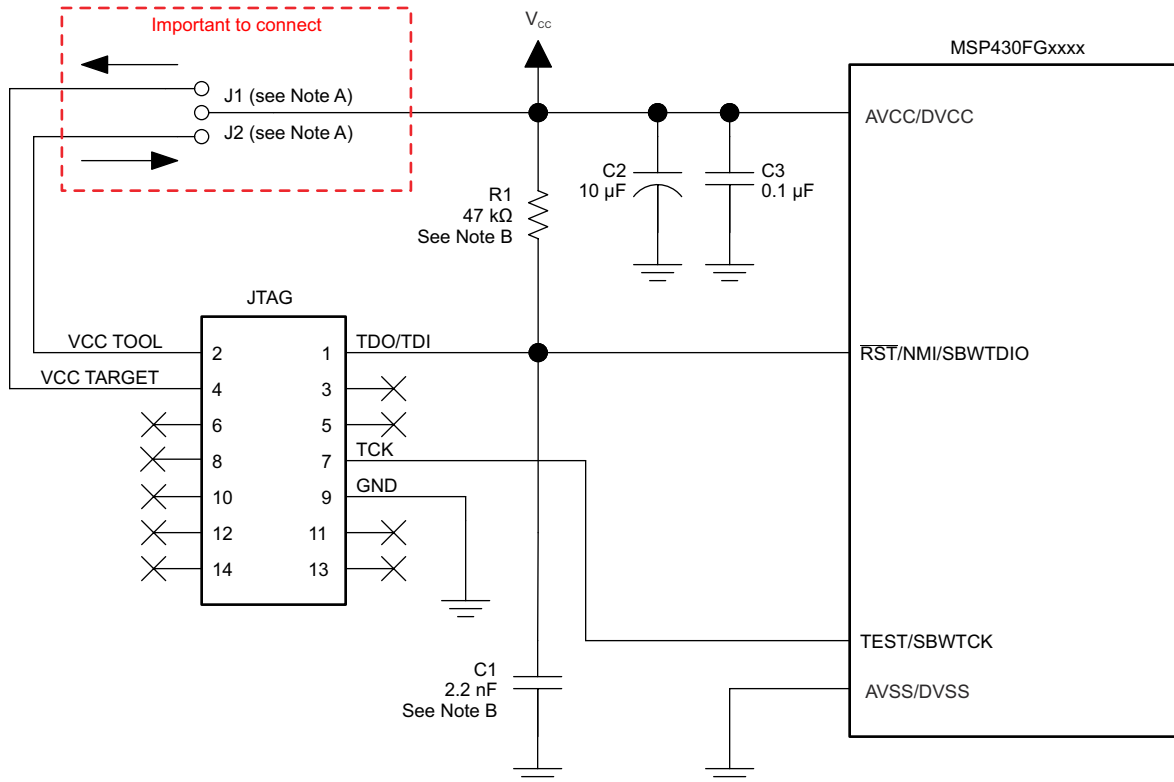 Important to connect
J1 (see Note A)
J2 (see Note A)
VCC
MSP430FGxxxx
AVCC/DVCC
C2
10 µF
C3
0.1 µF
R1
47 kΩ
See Note B
JTAG
VCC TOOL
2
1
TDO/TDI
RST/NMI/SBWTDIO
VCC TARGET
4
3
6
5
8
7
TCK
10
9
GND
12
11
14
13
TEST/SBWTCK
C1
2.2 nF
See Note B
AVSS/DVSS